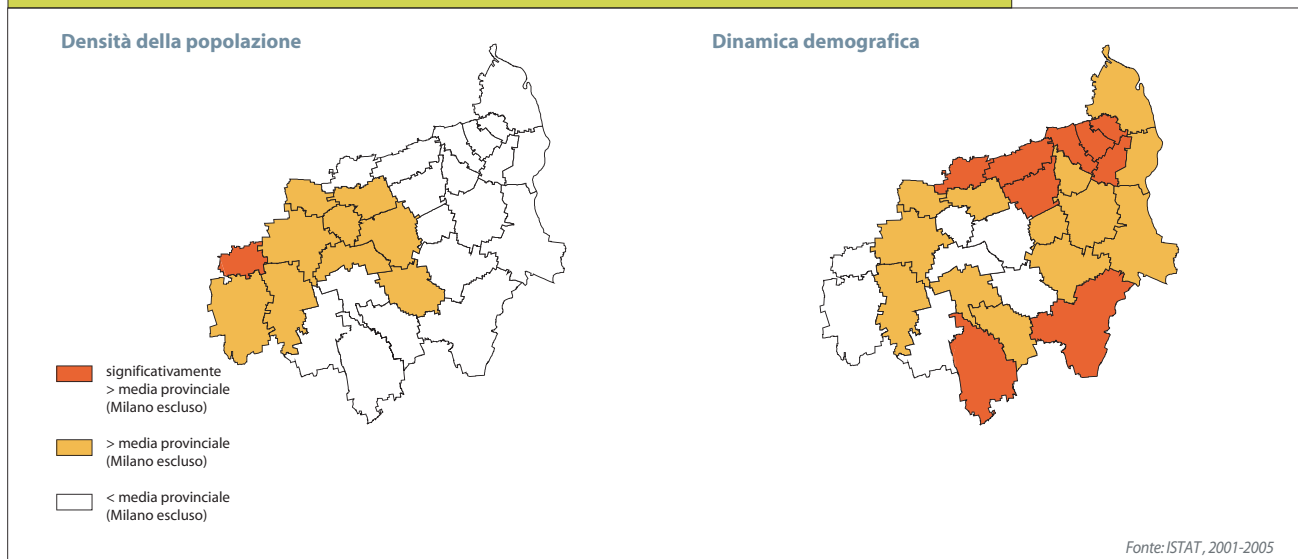 Densità della popolazione
Dinamica demografica
significativamente
> media provinciale
(Milano escluso)
> media provinciale
(Milano escluso)
< media provinciale
(Milano escluso)
Fonte: ISTAT, 2001-2005